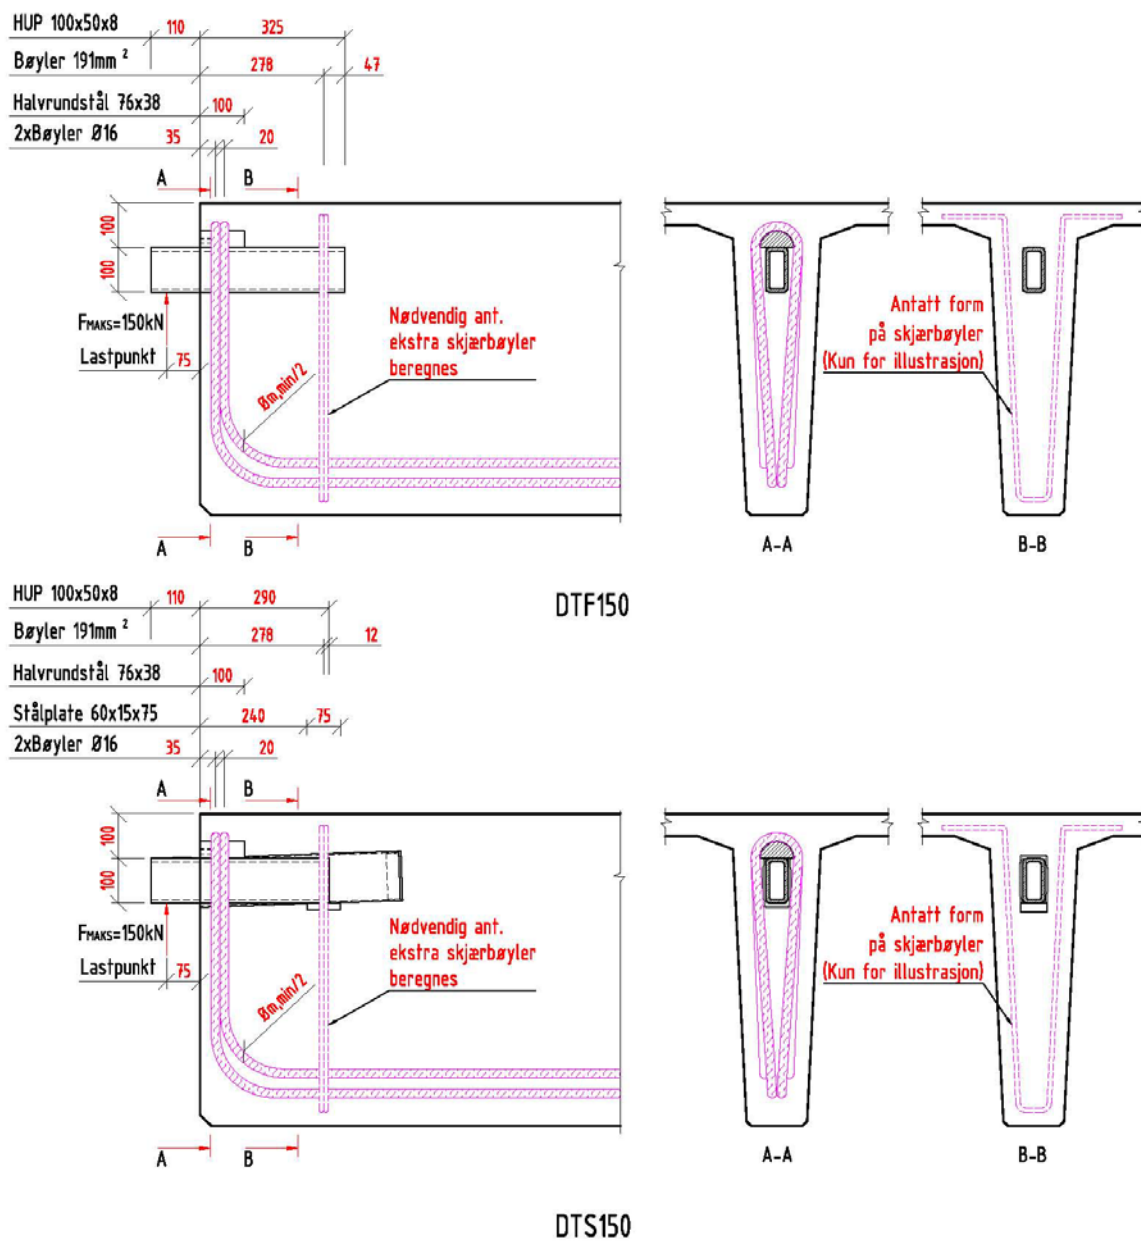 HUP 100x50x8 110 325
Bøyler 191mm ² 278 47
Halvrundstål 76x38 100
2xBøyler Ø16 35 20
A B
100
100
FMAKS=150kN
Lastpunkt 75
Øm,min/2
Nødvendig ant.
ekstra skjærbøyler
beregnes
Antatt form
på skjærbøyler
(Kun for illustrasjon)
A B
A-A B-B
DTF150
HUP 100x50x8 110 290
Bøyler 191mm ² 278 12
Halvrundstål 76x38 100
Stålplate 60x15x75 240 75
2xBøyler Ø16 35 20
A B
100
100
FMAKS=150kN
Lastpunkt 75
Øm,min/2
Nødvendig ant.
ekstra skjærbøyler
beregnes
Antatt form
på skjærbøyler
(Kun for illustrasjon)
A B
A-A B-B
DTS150